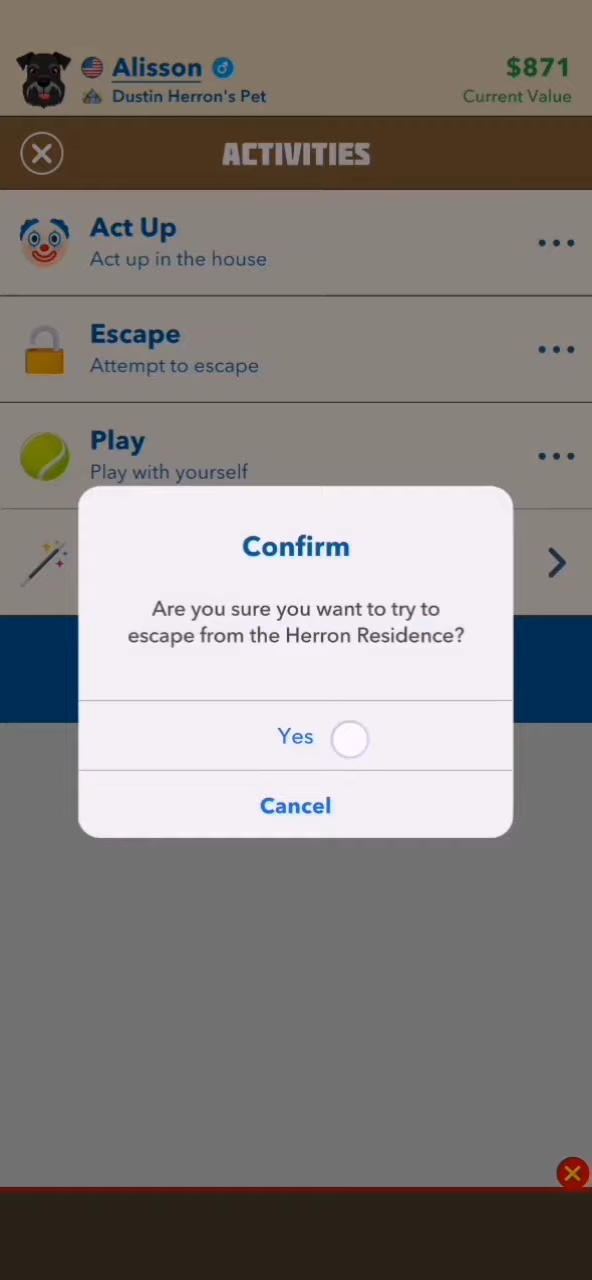 Alisson
$871
Dustin Herron's Pet
Current Value
ACTIVITIES
Act Up
Act up in the house
Escape
Attempt to escape
Play
Play with yourself
Confirm
Are you sure you want to try to
escape from the Herron Residence?
Yes
Cancel